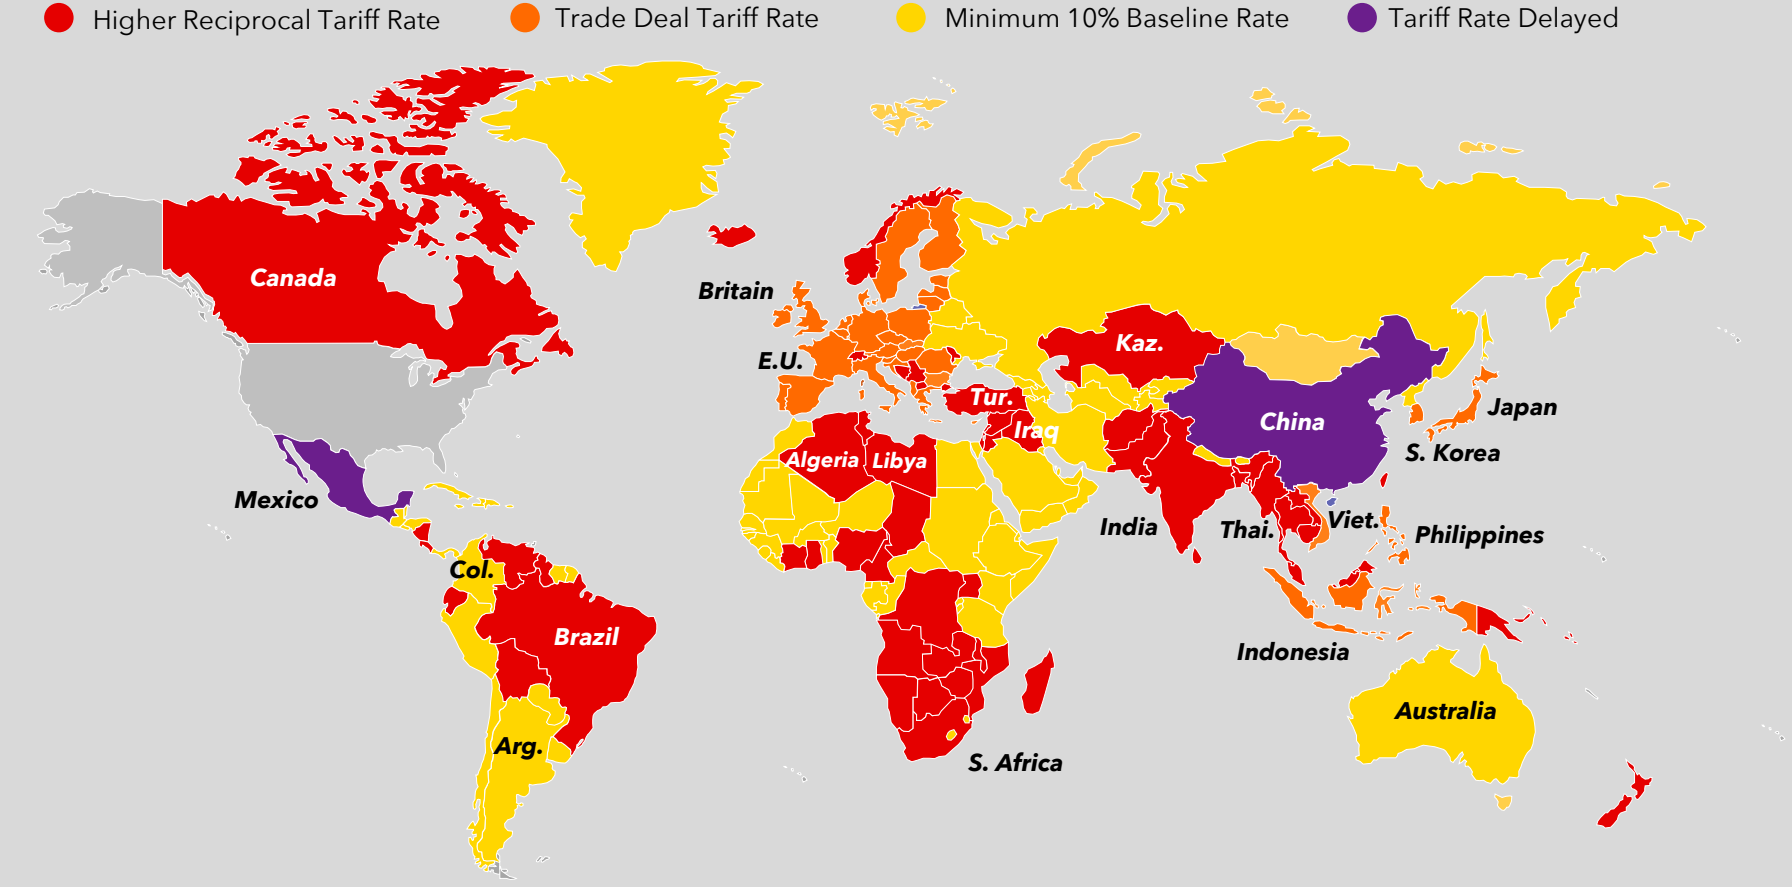 Higher Reciprocal Tariff Rate
Trade Deal Tariff Rate
Minimum 10% Baseline Rate
Tariff Rate Delayed
Canada
Britain
E.U.
Kaz.
Tur.
Iraq
China
Japan
S. Korea
Algeria
Libya
Mexico
India
Thai.
Viet.
Philippines
Col.
Brazil
Indonesia
Arg.
S. Africa
Australia